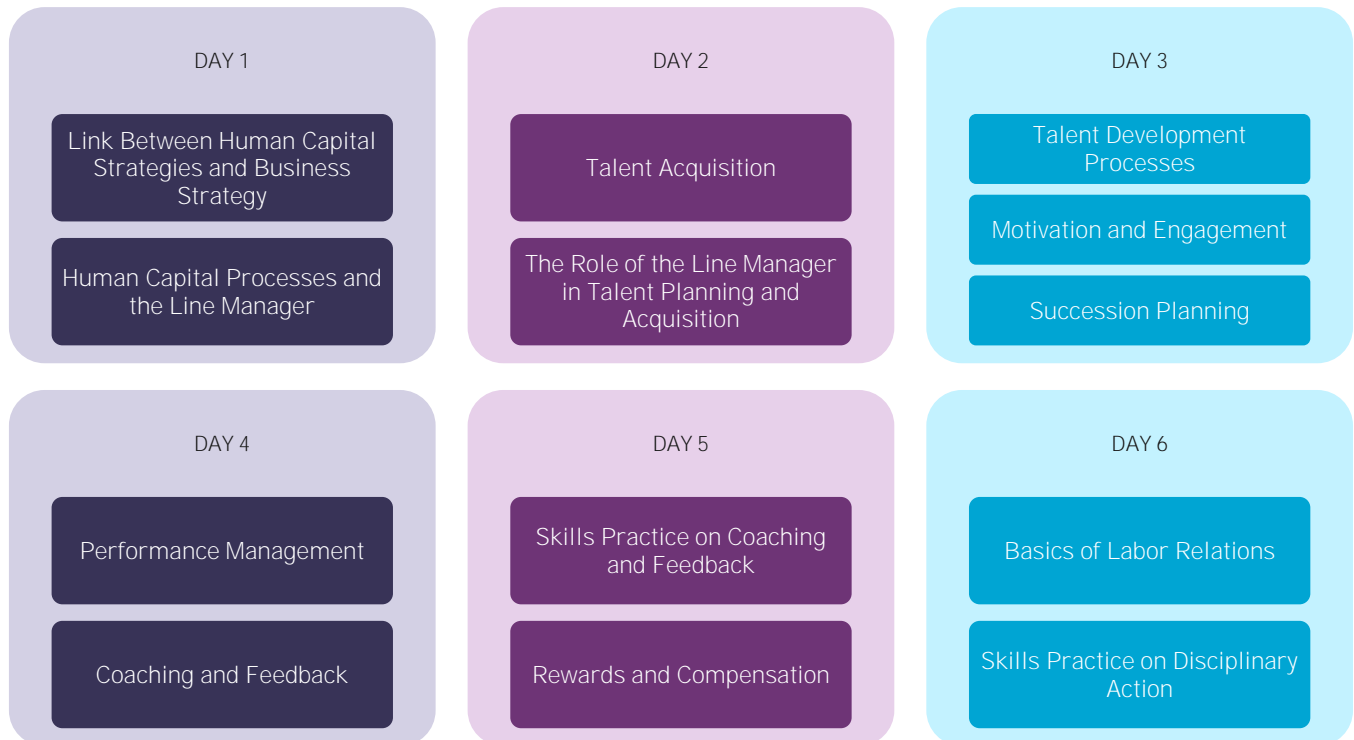 DAY 1
Link Between Human Capital
Strategies and Business
Strategy
Human Capital Processes and
the Line Manager
DAY 2
Talent Acquisition
The Role of the Line Manager
in Talent Planning and
Acquisition
DAY 3
Talent Development
Processes
Motivation and Engagement
Succession Planning
DAY 4
Performance Management
Coaching and Feedback
DAY 5
Skills Practice on Coaching
and Feedback
Rewards and Compensation
DAY 6
Basics of Labor Relations
Skills Practice on Disciplinary
Action